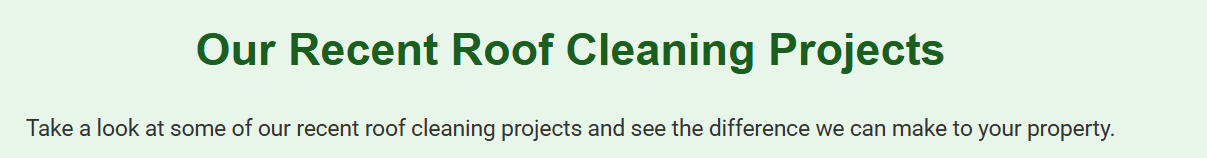 Our Recent Roof Cleaning Projects
Take a look at some of our recent roof cleaning projects and see the difference we can make to your property.